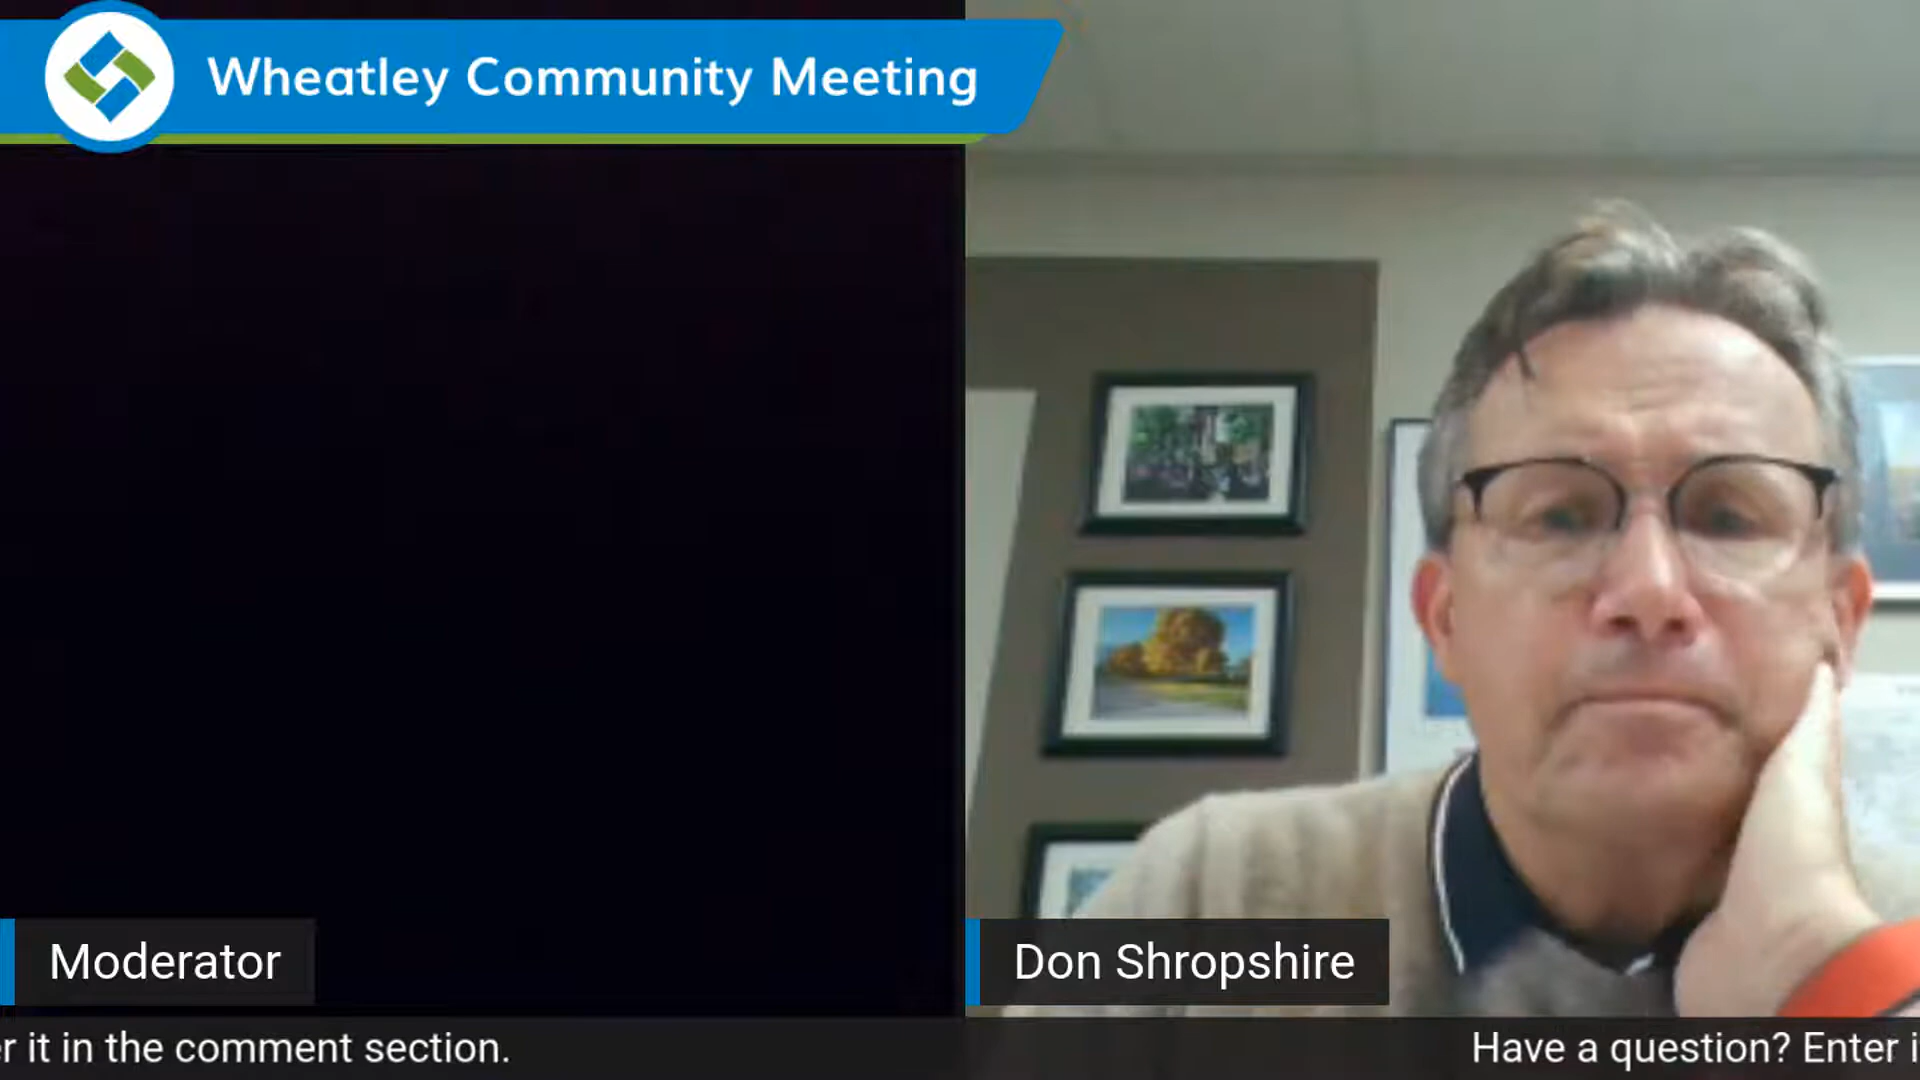 Wheatley Community Meeting
Moderator
Don Shropshire
r it in the comment section.
Have a question? Enter i